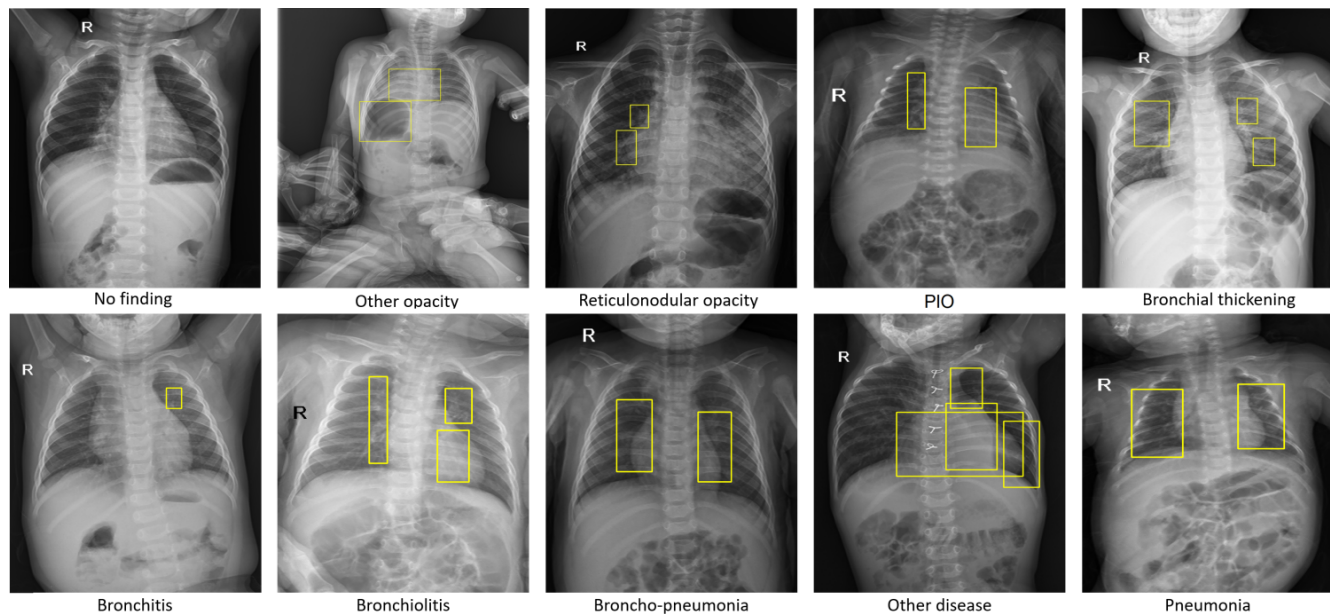 R
R
R
R
No finding
Other opacity
Reticulonodular opacity
PIO
Bronchial thickening
R
R
R
R
R
Bronchitis
Bronchiolitis
Broncho-pneumonia
Other disease
Pneumonia